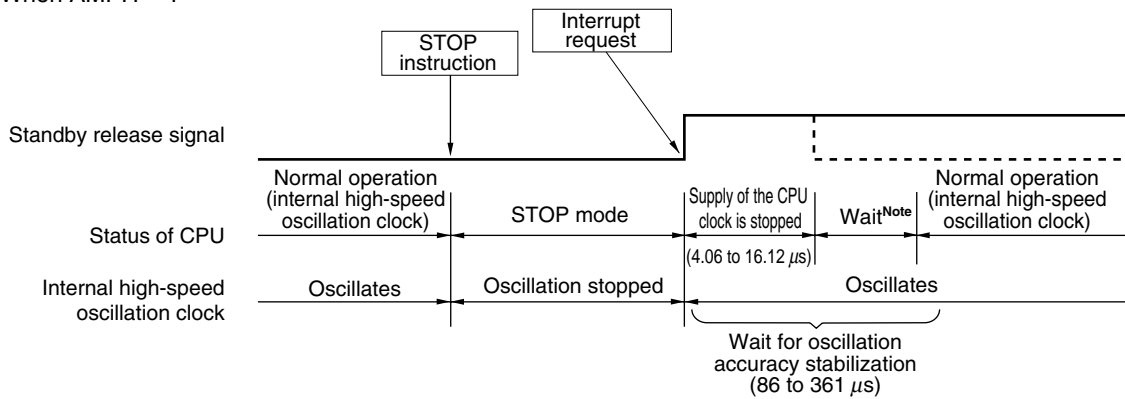 Interrupt
request
STOP
instruction
Standby release signal
Normal operation
(internal high-speed
oscillation clock)
Supply of the CPU
clock is stopped
Normal operation
(internal high-speed
oscillation clock)
STOP mode
Wait Note
Status of CPU
(4.06 to 16.12 μs)
Internal high-speed
oscillation clock
Oscillates
Oscillation stopped
Oscillates
Wait for oscillation
accuracy stabilization
(86 to 361 μs)